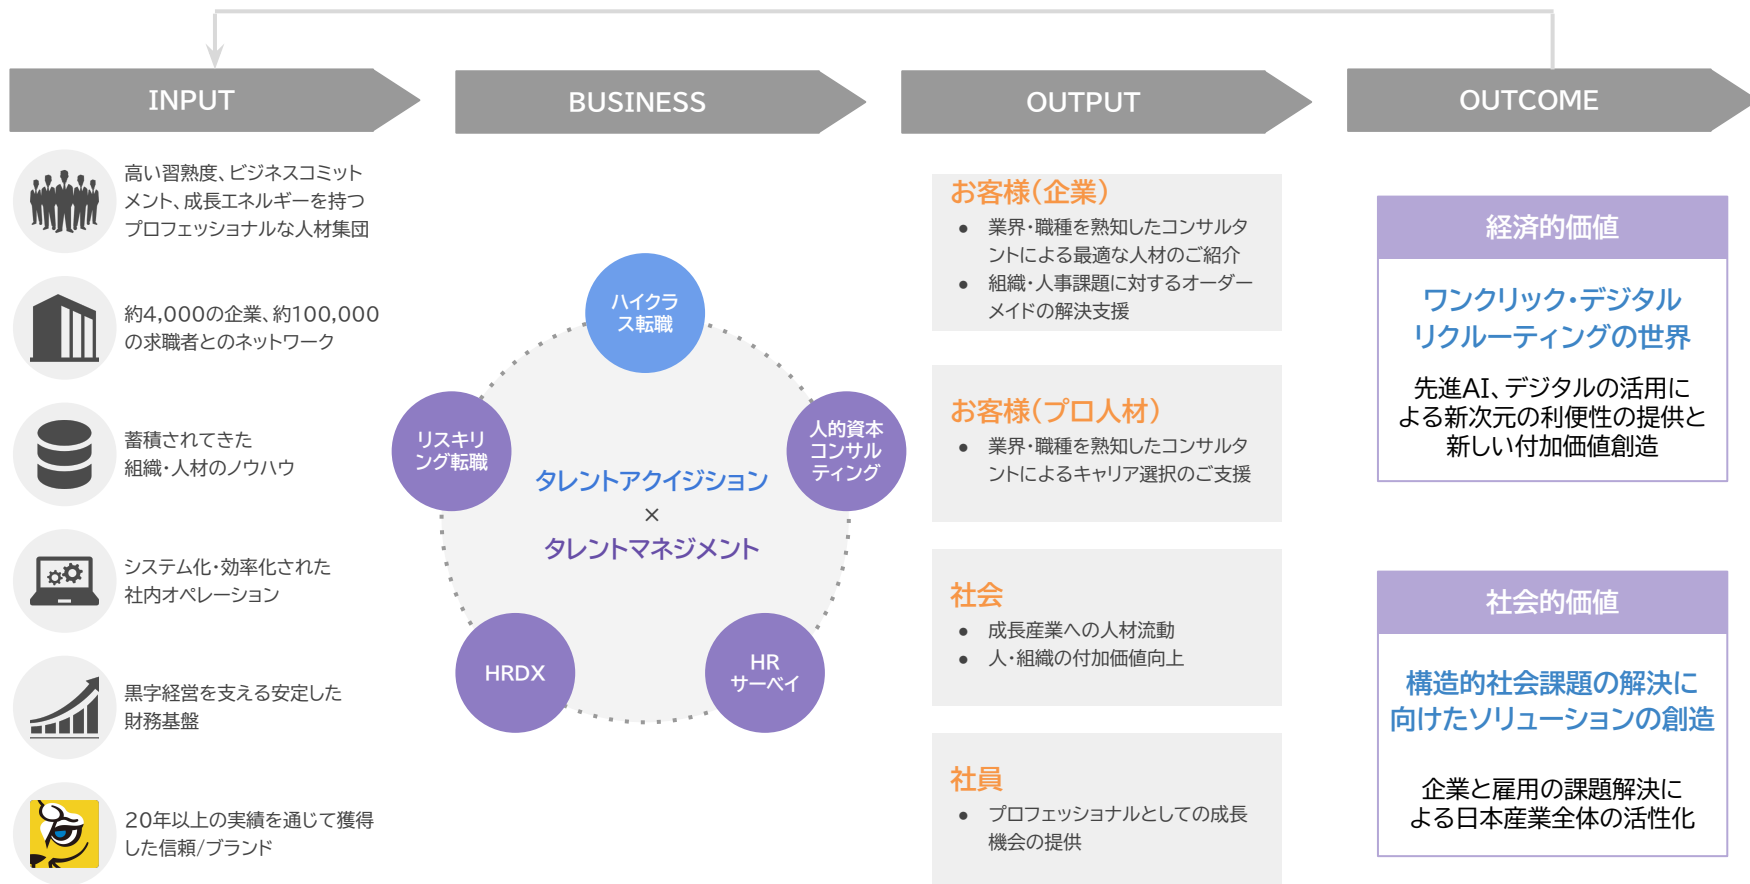 INPUT
BUSINESS
OUTPUT
OUTCOME
高い習熟度、ビジネスコミット
メント、成長エネルギーを持つ
プロフェッショナルな人材集団
約4,000の企業、約100,000
の求職者とのネットワーク
蓄積されてきた
組織・人材のノウハウ
システム化・効率化された
社内オペレーション
黒字経営を支える安定した
財務基盤
20年以上の実績を通じて獲得
した信頼/ブランド
ハイクラ
ス転職
リスキリ
ング転職
人的資本
コンサル
ティング
タレントアクイジション
×
タレントマネジメント
HRDX
HR
サーベイ
お客様(企業)
● 業界・職種を熟知したコンサルタ
ントによる最適な人材のご紹介
● 組織・人事課題に対するオーダー
メイドの解決支援
お客様(プロ人材)
● 業界・職種を熟知したコンサルタ
ントによるキャリア選択のご支援
社会
● 成長産業への人材流動
● 人・組織の付加価値向上
社員
● プロフェッショナルとしての成長
機会の提供
経済的価値
ワンクリック・デジタル
リクルーティングの世界
先進AI、デジタルの活用に
よる新次元の利便性の提供と
新しい付加価値創造
社会的価値
構造的社会課題の解決に
向けたソリューションの創造
企業と雇用の課題解決に
よる日本産業全体の活性化